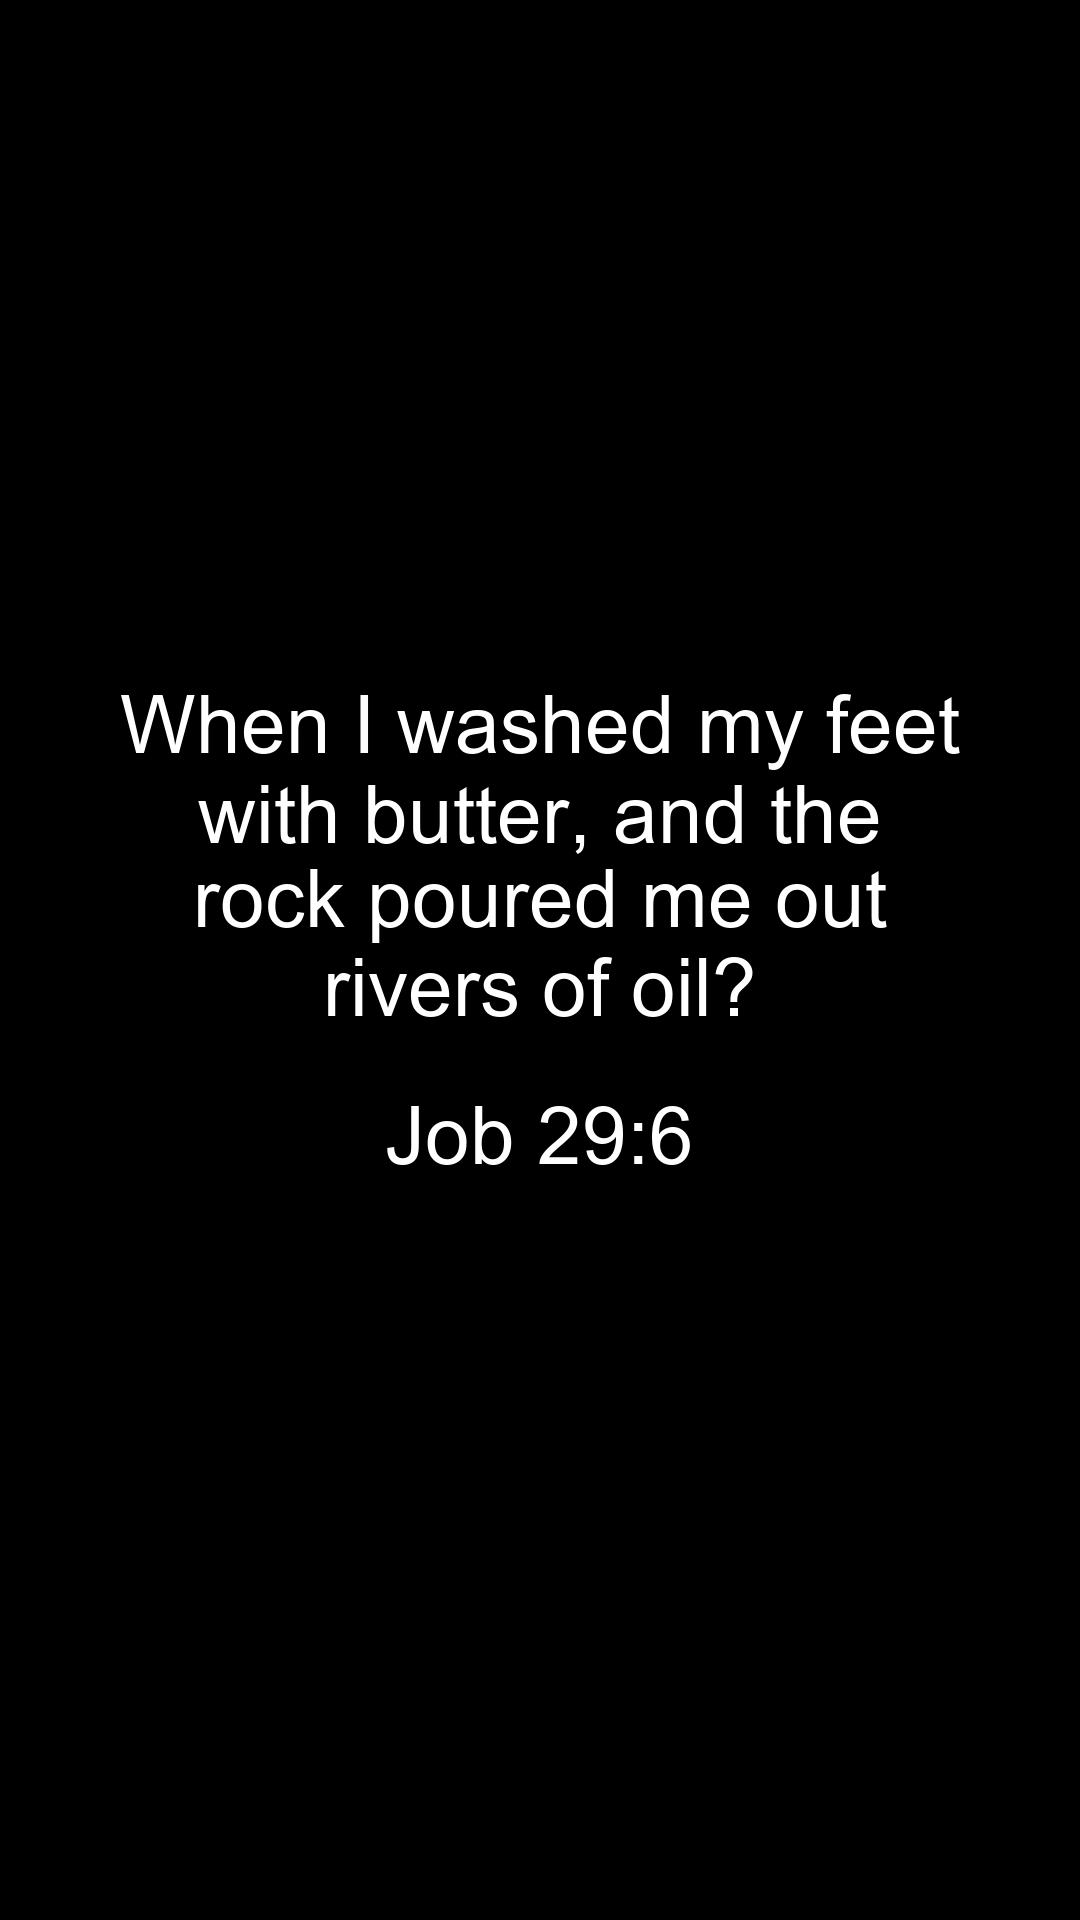 When I washed my feet
with butter, and the
rock poured me out
rivers of oil?
Job 29:6